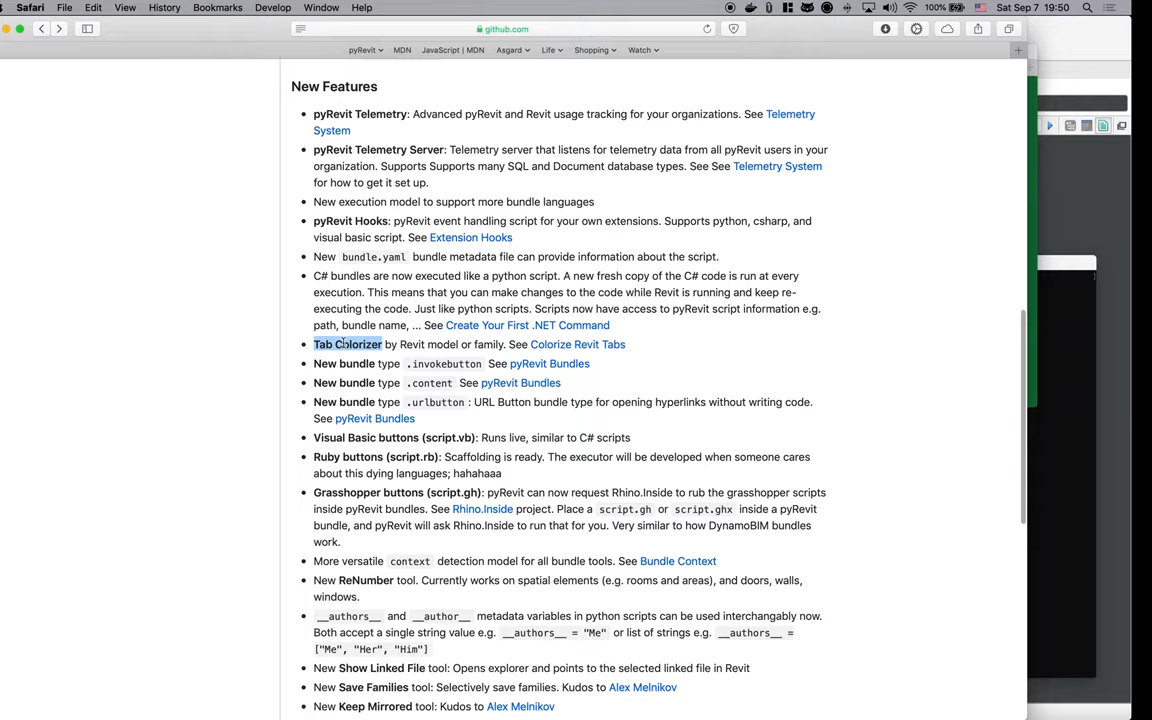 Safari File Edit View History Bookmarks Develop Window Help 100% Sat Sep 7 19:50
github.com
pyRevit MDN JavaScript | MDN Asgard Life Shopping Watch
New Features
• pyRevit Telemetry: Advanced pyRevit and Revit usage tracking for your organizations. See Telemetry
System
• pyRevit Telemetry Server: Telemetry server that listens for telemetry data from all pyRevit users in your
organization. Supports Supports many SQL and Document database types. See See Telemetry System
for how to get it set up.
• New execution model to support more bundle languages
• pyRevit Hooks: pyRevit event handling script for your own extensions. Supports python, csharp, and
visual basic script. See Extension Hooks
• New bundle.yaml bundle metadata file can provide information about the script.
• C# bundles are now executed like a python script. A new fresh copy of the C# code is run at every
execution. This means that you can make changes to the code while Revit is running and keep re-
executing the code. Just like python scripts. Scripts now have access to pyRevit script information e.g.
path, bundle name, ... See Create Your First .NET Command
• Tab Colorizer by Revit model or family. See Colorize Revit Tabs
• New bundle type .invokebutton See pyRevit Bundles
• New bundle type .content See pyRevit Bundles
• New bundle type .urlbutton : URL Button bundle type for opening hyperlinks without writing code.
See pyRevit Bundles
• Visual Basic buttons (script.vb): Runs live, similar to C# scripts
• Ruby buttons (script.rb): Scaffolding is ready. The executor will be developed when someone cares
about this dying languages; hahahaaa
• Grasshopper buttons (script.gh): pyRevit can now request Rhino.Inside to rub the grasshopper scripts
inside pyRevit bundles. See Rhino.Inside project. Place a script.gh or script.ghx inside a pyRevit
bundle, and pyRevit will ask Rhino.Inside to run that for you. Very similar to how DynamoBIM bundles
work.
• More versatile context detection model for all bundle tools. See Bundle Context
• New ReNumber tool. Currently works on spatial elements (e.g. rooms and areas), and doors, walls,
windows.
• __authors__ and __author__ metadata variables in python scripts can be used interchangably now.
Both accept a single string value e.g. __authors__ = "Me" or list of strings e.g. __authors__ =
["Me", "Her", "Him"]
• New Show Linked File tool: Opens explorer and points to the selected linked file in Revit
• New Save Families tool: Selectively save families. Kudos to Alex Melnikov
• New Keep Mirrored tool: Kudos to Alex Melnikov